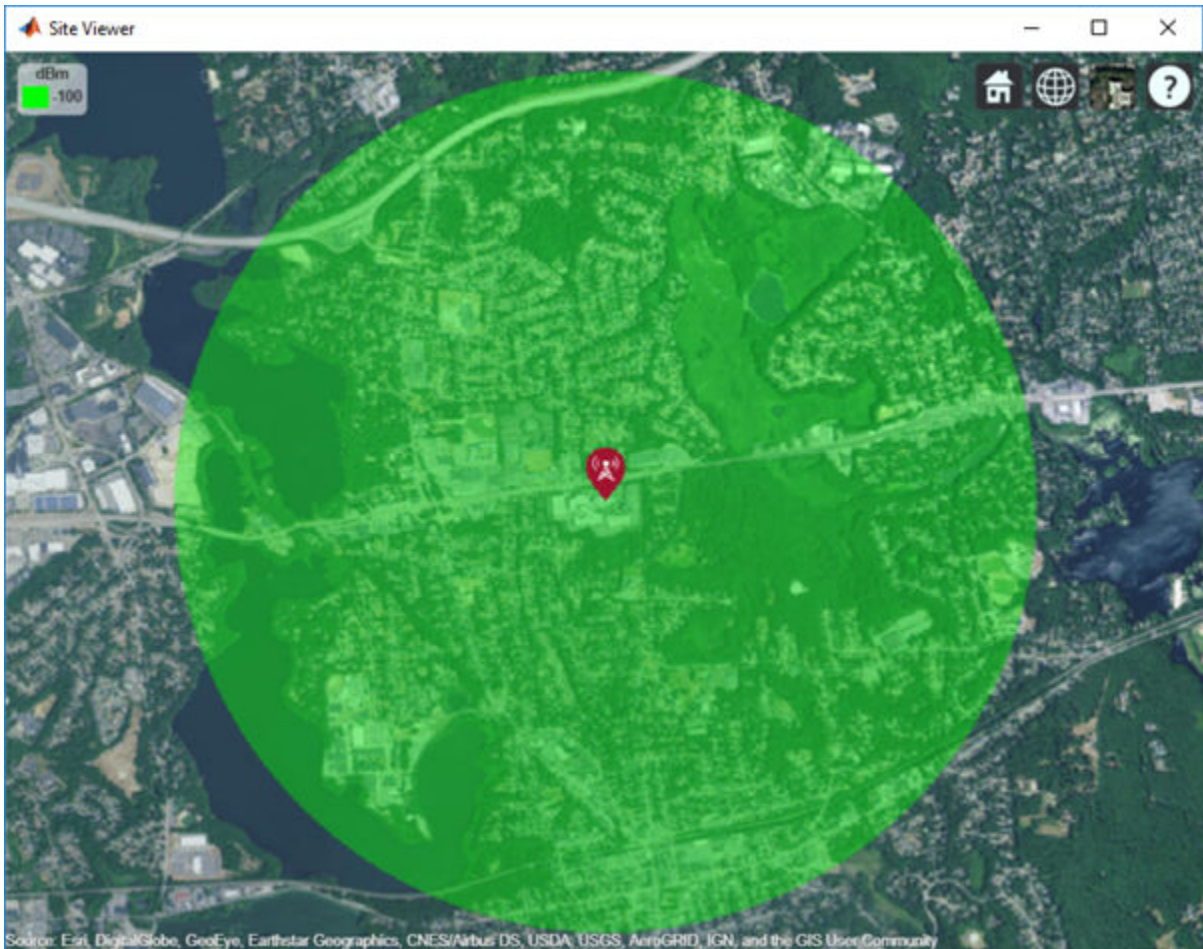 Site Viewer
dBm
-100
?
Source: Esri, DigitalGlobe, GeoEye, Earthstar Geographics, CNES/Airbus DS, USDA, USGS, AeroGRID, IGN, and the GIS User Community